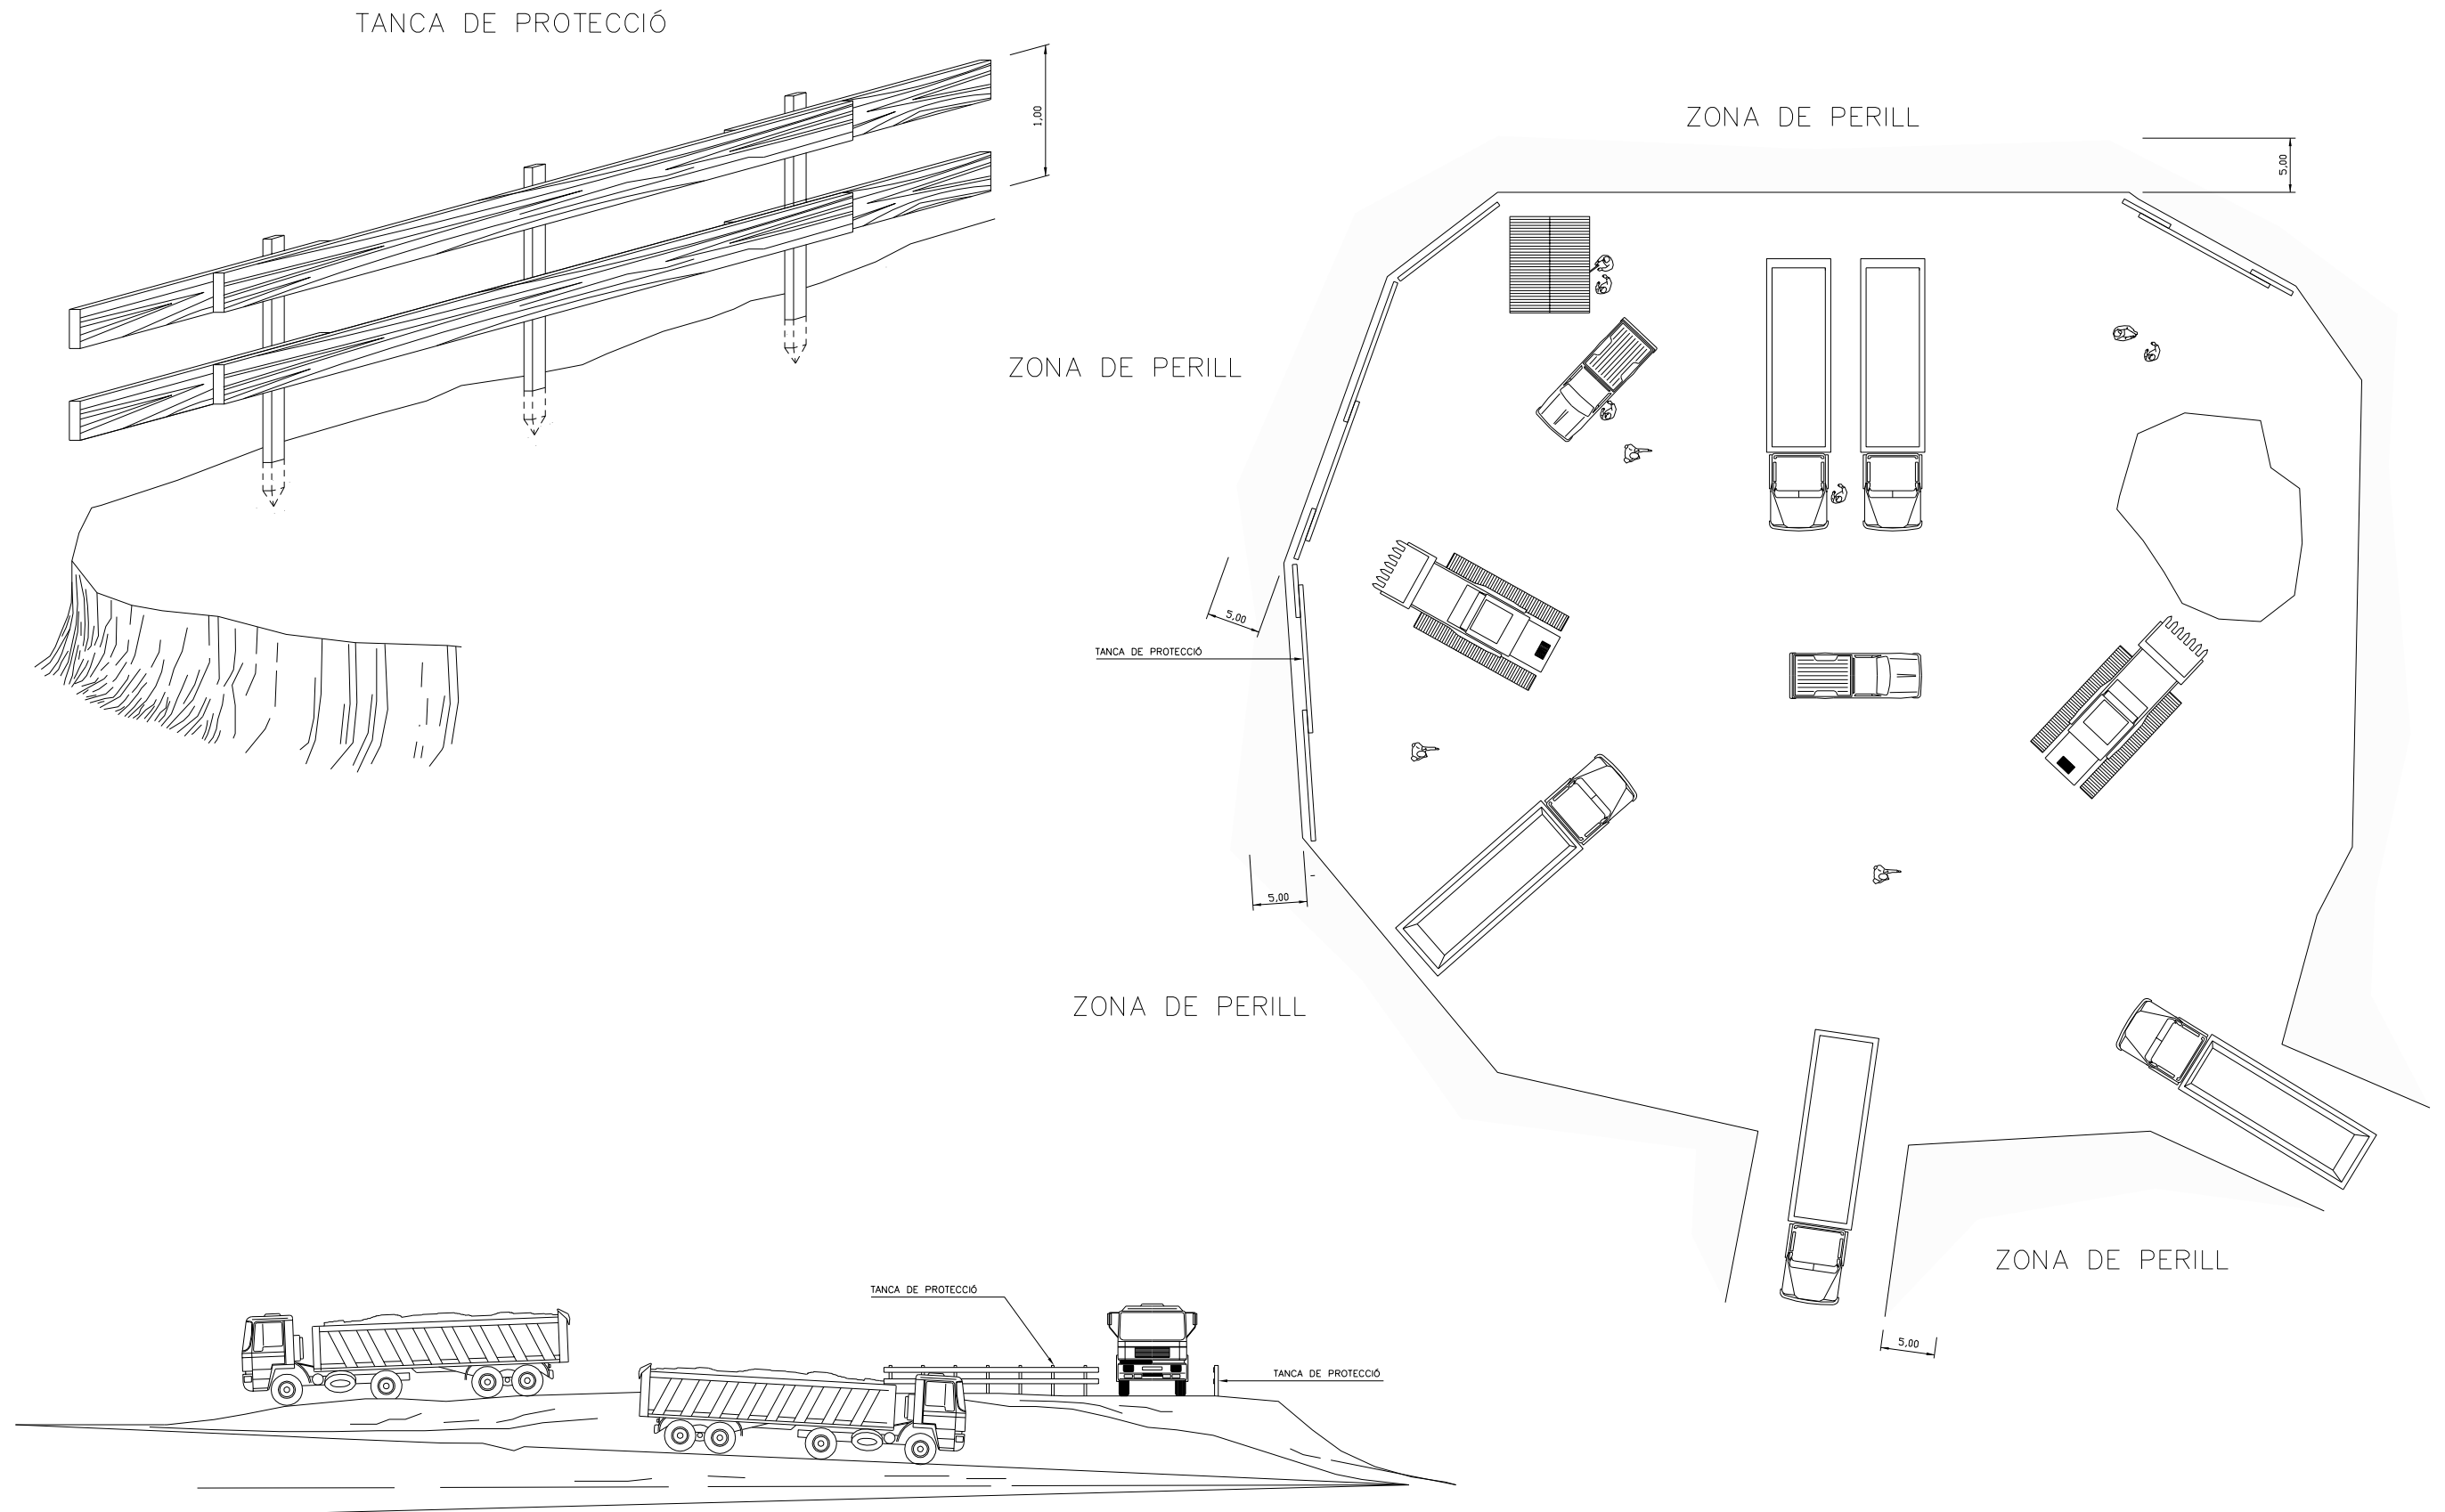 TANCA DE PROTECCIÓ
1,00
ZONA DE PERILL
5,00
ZONA DE PERILL
5,00
TANCA DE PROTECCIÓ
5,00
ZONA DE PERILL
ZONA DE PERILL
5,00
TANCA DE PROTECCIÓ
TANCA DE PROTECCIÓ